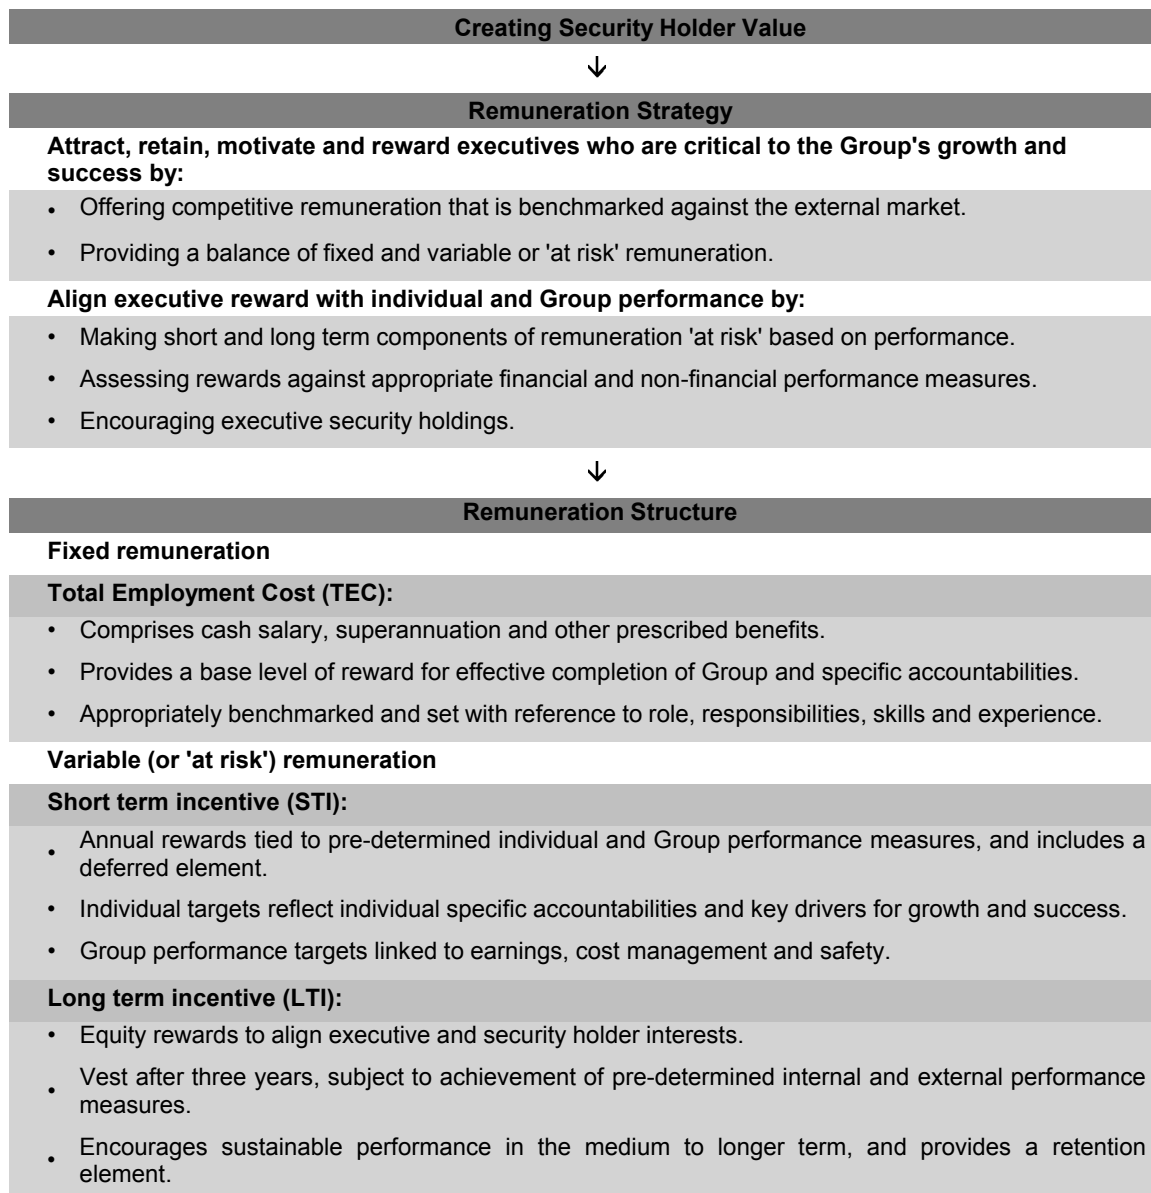 Creating Security Holder Value
↓
Remuneration Strategy
Attract, retain, motivate and reward executives who are critical to the Group's growth and
success by:
• Offering competitive remuneration that is benchmarked against the external market.
• Providing a balance of fixed and variable or 'at risk' remuneration.
Align executive reward with individual and Group performance by:
• Making short and long term components of remuneration 'at risk' based on performance.
• Assessing rewards against appropriate financial and non-financial performance measures.
• Encouraging executive security holdings.
↓
Remuneration Structure
Fixed remuneration
Total Employment Cost (TEC):
• Comprises cash salary, superannuation and other prescribed benefits.
• Provides a base level of reward for effective completion of Group and specific accountabilities.
• Appropriately benchmarked and set with reference to role, responsibilities, skills and experience.
Variable (or 'at risk') remuneration
Short term incentive (STI):
• Annual rewards tied to pre-determined individual and Group performance measures, and includes a
deferred element.
• Individual targets reflect individual specific accountabilities and key drivers for growth and success.
• Group performance targets linked to earnings, cost management and safety.
Long term incentive (LTI):
• Equity rewards to align executive and security holder interests.
• Vest after three years, subject to achievement of pre-determined internal and external performance
measures.
• Encourages sustainable performance in the medium to longer term, and provides a retention
element.